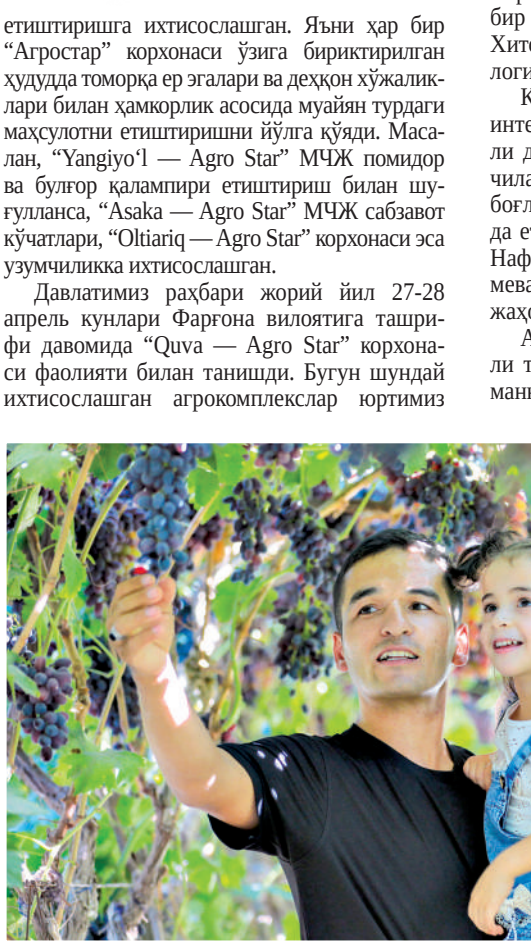 етиштиришга ихтисослашган. Яъни ҳар бир
“Агростар” корхонаси ўзига бириктирилган
ҳудудда томорқа ер эгалари ва деҳқон хўжалик-
лари билан ҳамкорлик асосида муайян турдаги
маҳсулотни етиштиришни йўлга қўяди. Маса-
лан, “Yangiyo‘l — Agro Star” МЧЖ помидор
ва булғор қалампири етиштириш билан шу-
ғулланса, “Asaka — Agro Star” МЧЖ сабзавот
кўчатлари, “Oltiariq — Agro Star” корхонаси эса
узумчиликка ихтисослашган.
Давлатимиз раҳбари жорий йил 27-28
апрель кунлари Фарғона вилоятига ташри-
фи давомида “Quva — Agro Star” корхона-
си фаолияти билан танишди. Бугун шундай
ихтисослашган агрокомплекслар юртимиз
бир
ли
да
ли